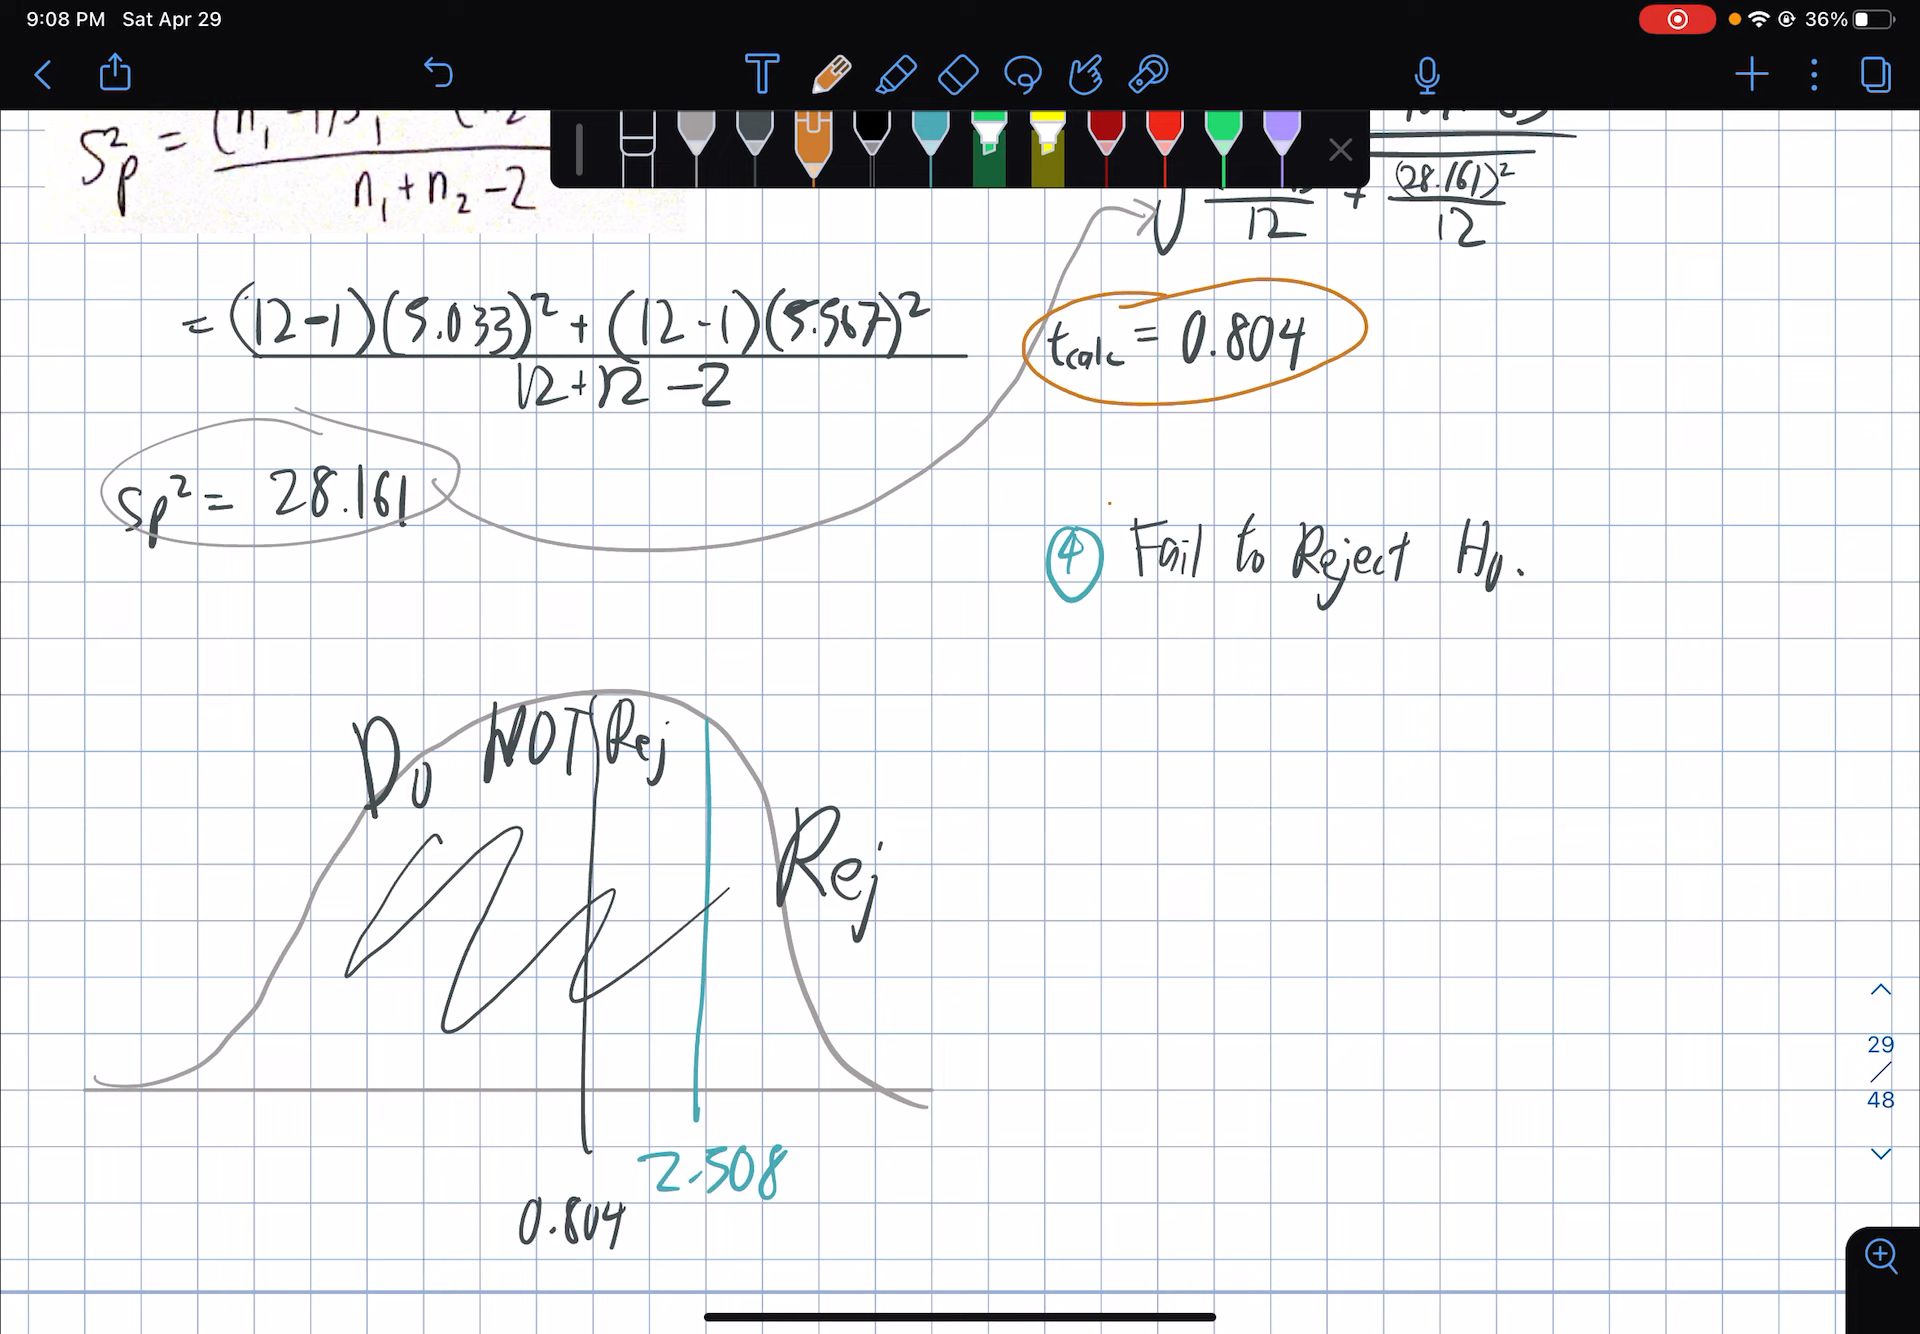 9:08 PM Sat Apr 29
36%
S²p =
n₁ + n₂ - 2
12 + (28.161)²
12
= (12-1)(5.033)² + (12-1)(5.567)²
12 + 12 - 2
tcalc = 0.804
Sp² = 28.161
④ Fail to Reject H₀.
Do NOT Rej
Rej
2.508
0.804
29
/
48